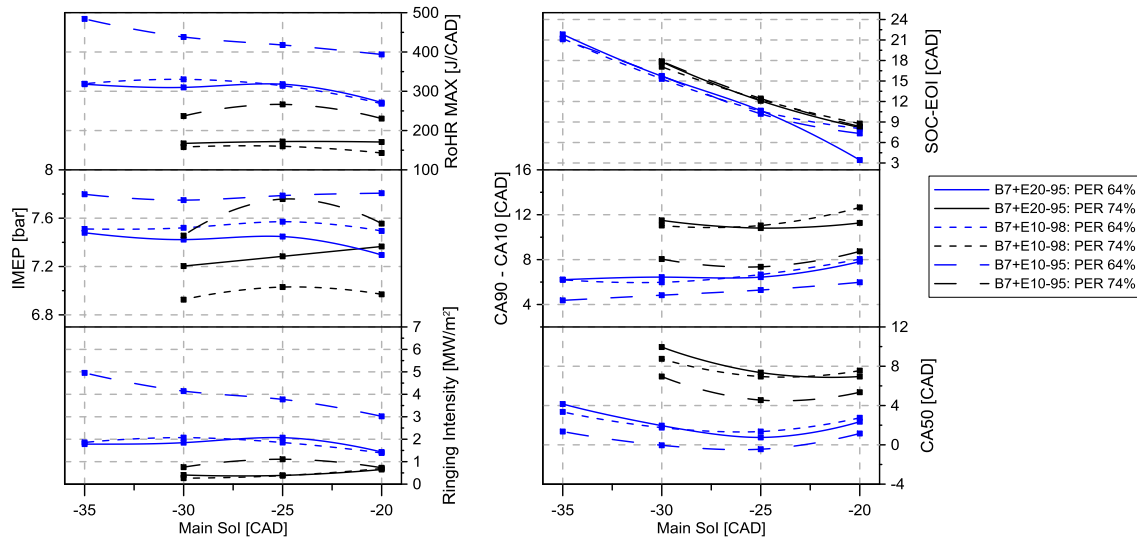 500
400
300
200
100
RoHR MAX [J/CAD]
8
7.6
7.2
6.8
IMEP [bar]
7
6
5
4
3
2
1
0
Ringing Intensity [MW/m²]
-35 -30 -25 -20
Main SoI [CAD]
24
21
18
15
12
9
6
3
SOC-EOI [CAD]
16
12
8
4
CA90 - CA10 [CAD]
12
8
4
0
-4
CA50 [CAD]
-35 -30 -25 -20
Main SoI [CAD]
B7+E20-95: PER 64%
B7+E20-95: PER 74%
B7+E10-98: PER 64%
B7+E10-98: PER 74%
B7+E10-95: PER 64%
B7+E10-95: PER 74%